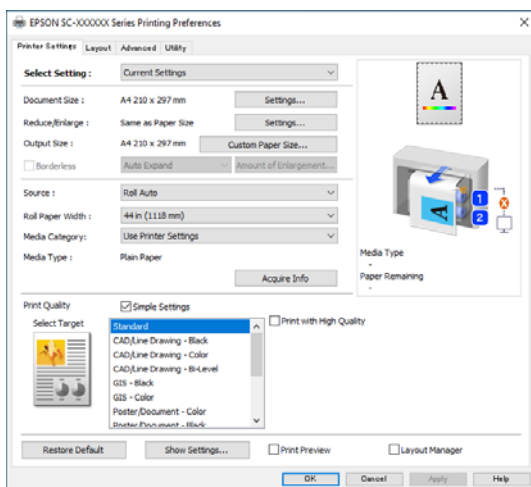 EPSON SC-XXXXXX Series Printing Preferences
Printer Settings Layout Advanced Utility
Select Setting : Current Settings
Document Size : A4 210 x 297 mm Settings...
Reduce/Enlarge : Same as Paper Size Settings...
Output Size : A4 210 x 297 mm Custom Paper Size...
Borderless Auto Expand Amount of Enlargement...
Source : Roll Auto
Roll Paper Width : 44 in (1118 mm)
Media Category: Use Printer Settings
Media Type : Plain Paper
Acquire Info
A
A
1
2
Media Type
-
Paper Remaining
-
Print Quality Simple Settings
Select Target
Standard
CAD/Line Drawing - Black
CAD/Line Drawing - Color
CAD/Line Drawing - Bi-Level
GIS - Black
GIS - Color
Poster/Document - Color
Poster/Document - Black
Print with High Quality
Restore Default Show Settings... Print Preview Layout Manager
OK Cancel Apply Help